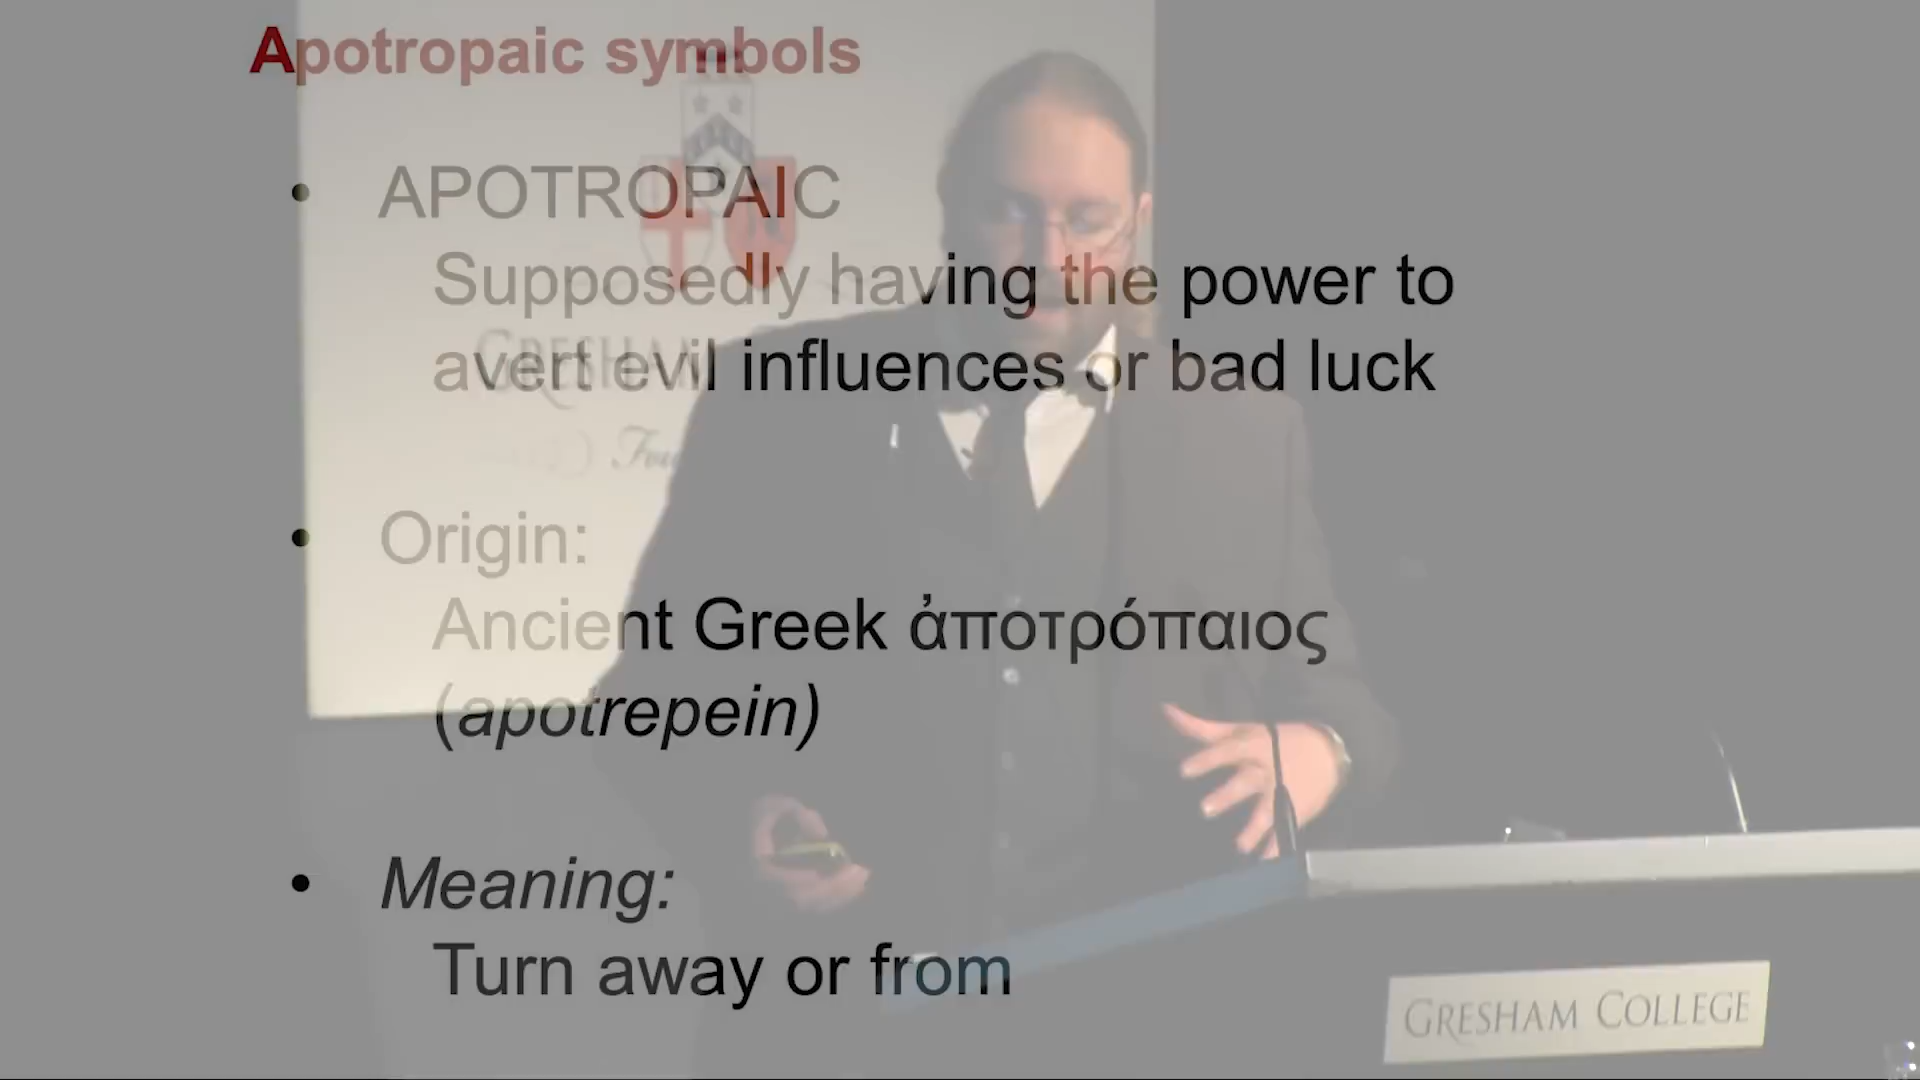 Apotropaic symbols
• APOTROPAIC
Supposedly having the power to
avert evil influences or bad luck
• Origin:
Ancient Greek ἀποτρόπαιος
(apotrepein)
• Meaning:
Turn away or from
GRESHAM
GRESHAM COLLEGE